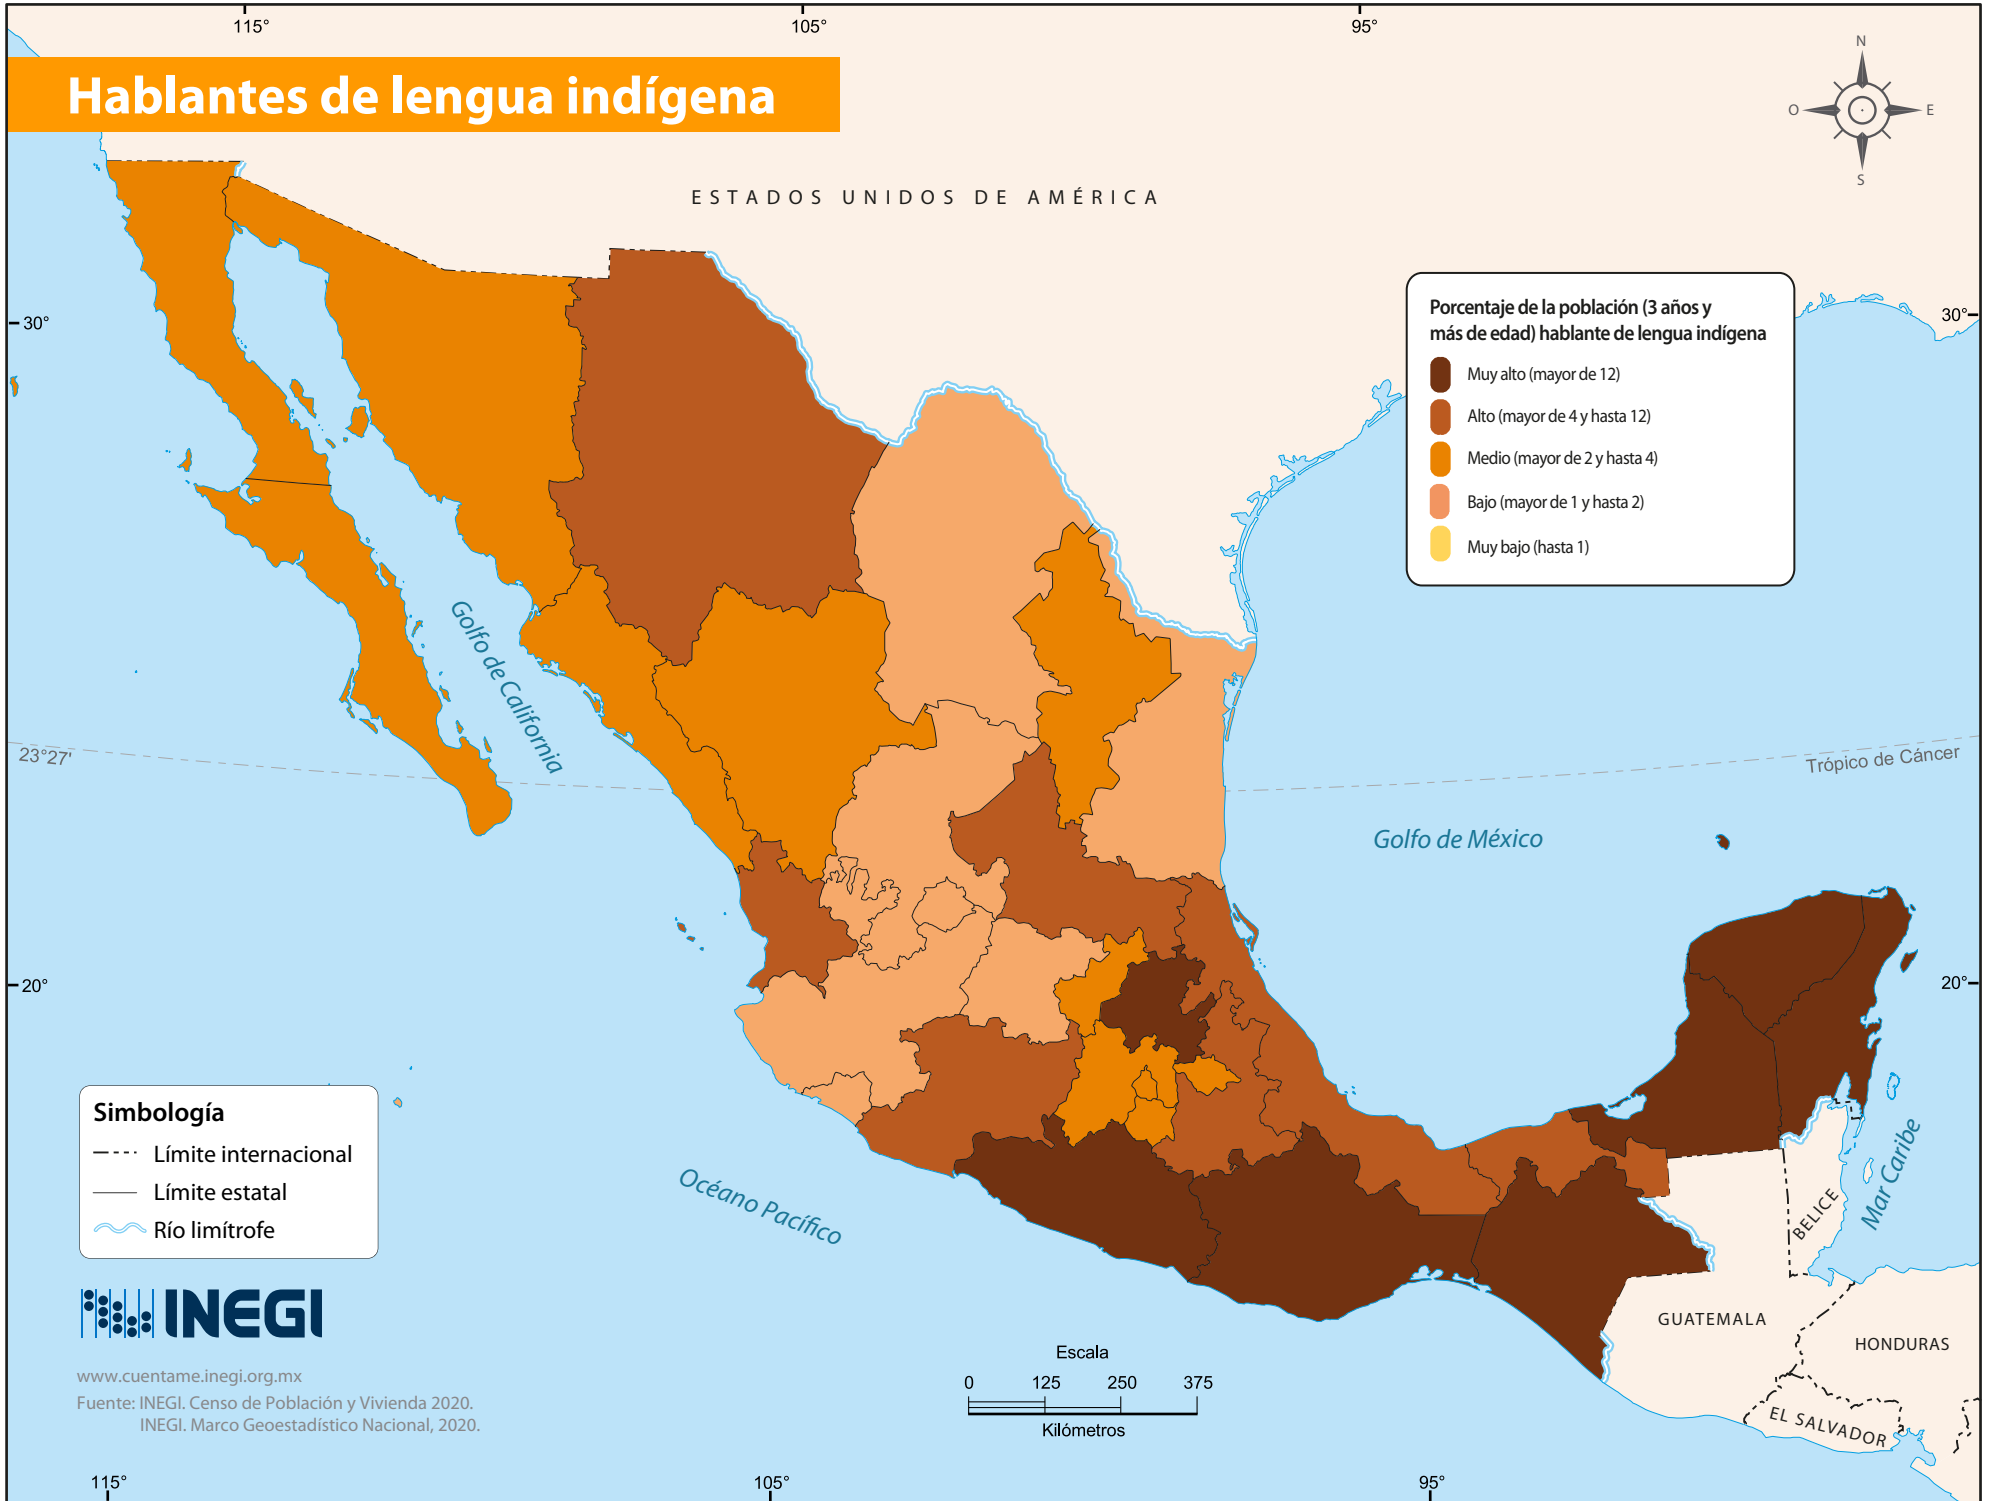 115°
105°
95°
Hablantes de lengua indígena
N
O
E
S
ESTADOS UNIDOS DE AMÉRICA
Porcentaje de la población (3 años y
más de edad) hablante de lengua indígena
Muy alto (mayor de 12)
Alto (mayor de 4 y hasta 12)
Medio (mayor de 2 y hasta 4)
Bajo (mayor de 1 y hasta 2)
Muy bajo (hasta 1)
30°
30°
Golfo de California
23°27'
Trópico de Cáncer
Golfo de México
20°
20°
Simbología
Límite internacional
Límite estatal
Río limítrofe
Océano Pacífico
Mar Caribe
BELICE
GUATEMALA
HONDURAS
EL SALVADOR
INEGI
www.cuentame.inegi.org.mx
Fuente: INEGI. Censo de Población y Vivienda 2020.
INEGI. Marco Geoestadístico Nacional, 2020.
Escala
0 125 250 375
Kilómetros
115°
105°
95°